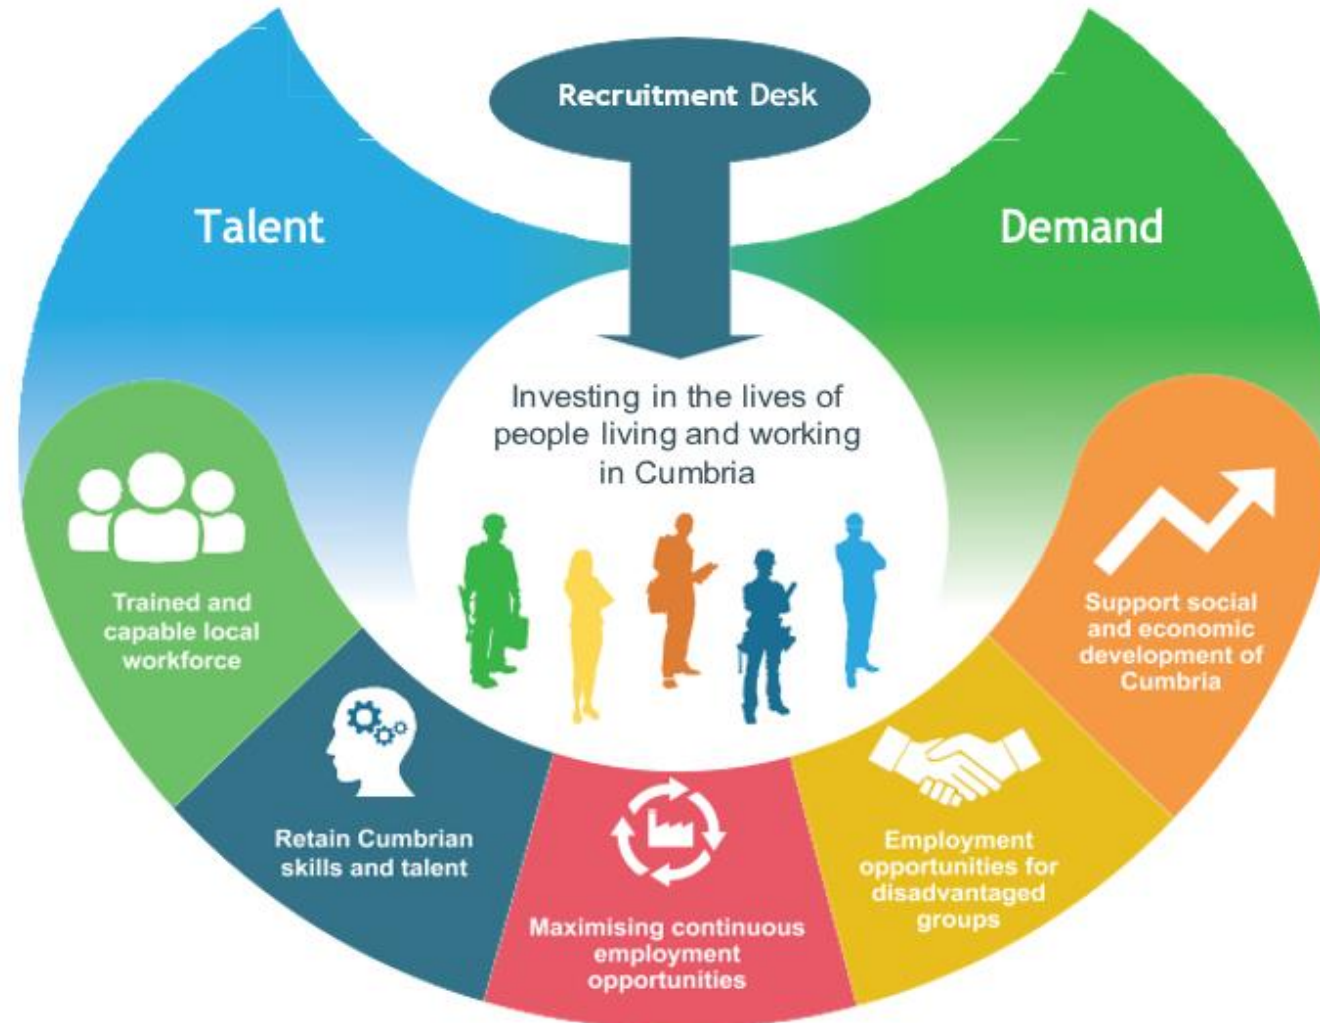 Recruitment Desk
Talent
Demand
Investing in the lives of
people living and working
in Cumbria
Trained and
capable local
workforce
Retain Cumbrian
skills and talent
Maximising continuous
employment
opportunities
Employment
opportunities for
disadvantaged
groups
Support social
and economic
development of
Cumbria